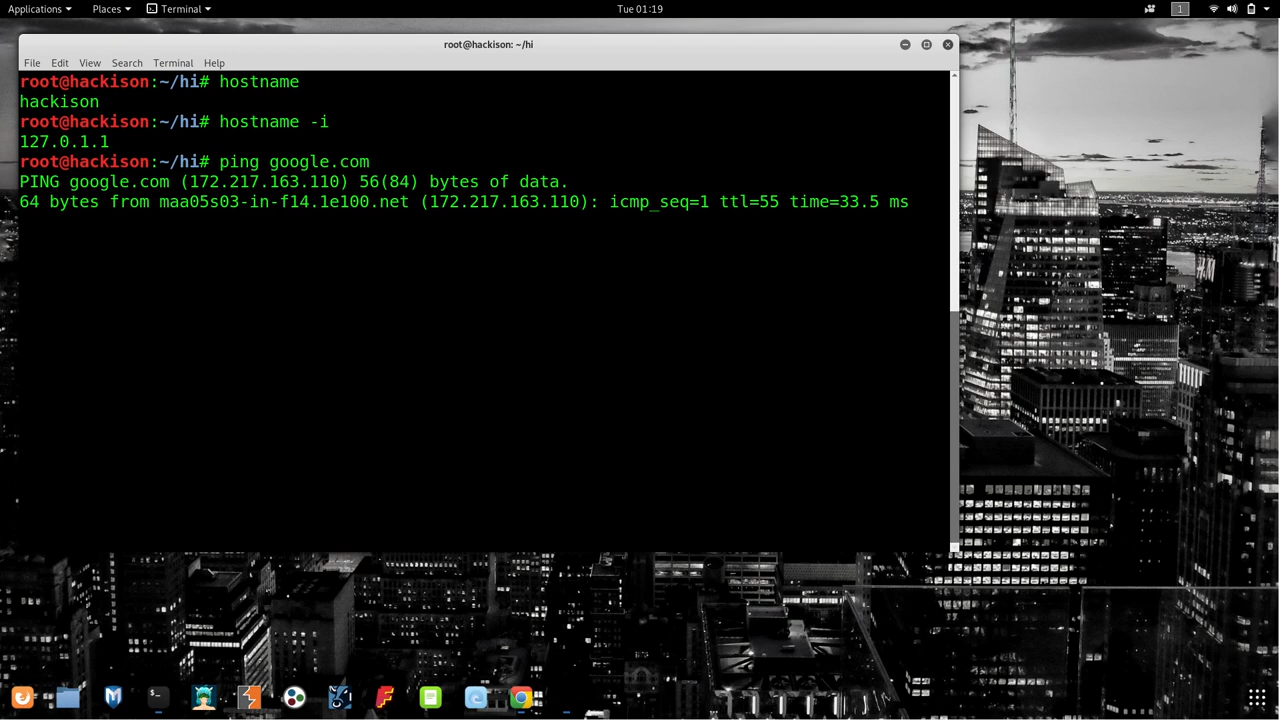 Applications Places Terminal Tue 01:19 1
root@hackison: ~/hi
File Edit View Search Terminal Help
root@hackison:~/hi# hostname
hackison
root@hackison:~/hi# hostname -i
127.0.1.1
root@hackison:~/hi# ping google.com
PING google.com (172.217.163.110) 56(84) bytes of data.
64 bytes from maa05s03-in-f14.1e100.net (172.217.163.110): icmp_seq=1 ttl=55 time=33.5 ms